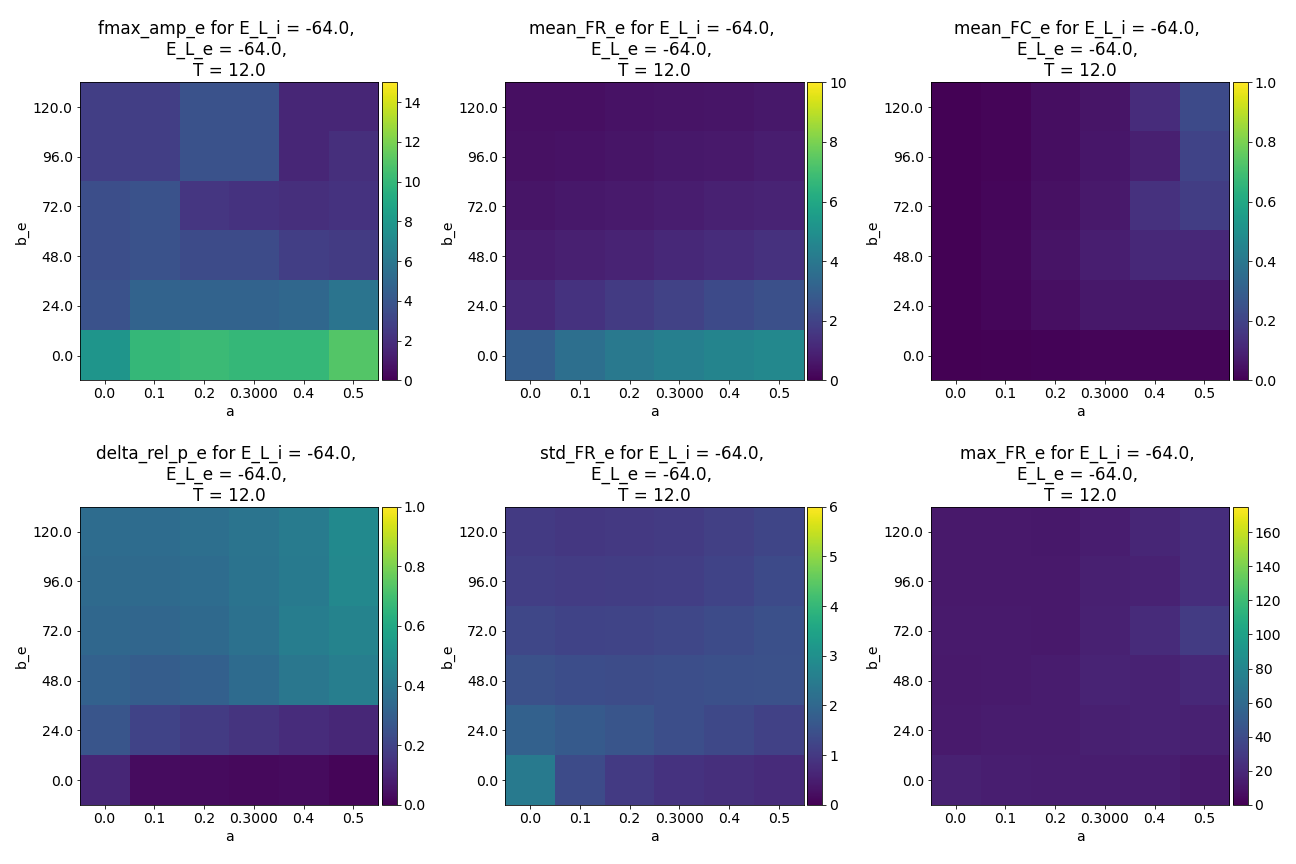 fmax_amp_e for E_L_i = -64.0,
E_L_e = -64.0,
T = 12.0
120.0
96.0
72.0
48.0
24.0
0.0
b_e
0.0 0.1 0.2 0.3000 0.4 0.5
a
14
12
10
8
6
4
2
0
mean_FR_e for E_L_i = -64.0,
E_L_e = -64.0,
T = 12.0
120.0
96.0
72.0
48.0
24.0
0.0
b_e
0.0 0.1 0.2 0.3000 0.4 0.5
a
10
8
6
4
2
0
mean_FC_e for E_L_i = -64.0,
E_L_e = -64.0,
T = 12.0
120.0
96.0
72.0
48.0
24.0
0.0
b_e
0.0 0.1 0.2 0.3000 0.4 0.5
a
1.0
0.8
0.6
0.4
0.2
0.0
delta_rel_p_e for E_L_i = -64.0,
E_L_e = -64.0,
T = 12.0
120.0
96.0
72.0
48.0
24.0
0.0
b_e
0.0 0.1 0.2 0.3000 0.4 0.5
a
1.0
0.8
0.6
0.4
0.2
0.0
std_FR_e for E_L_i = -64.0,
E_L_e = -64.0,
T = 12.0
120.0
96.0
72.0
48.0
24.0
0.0
b_e
0.0 0.1 0.2 0.3000 0.4 0.5
a
6
5
4
3
2
1
0
max_FR_e for E_L_i = -64.0,
E_L_e = -64.0,
T = 12.0
120.0
96.0
72.0
48.0
24.0
0.0
b_e
0.0 0.1 0.2 0.3000 0.4 0.5
a
160
140
120
100
80
60
40
20
0